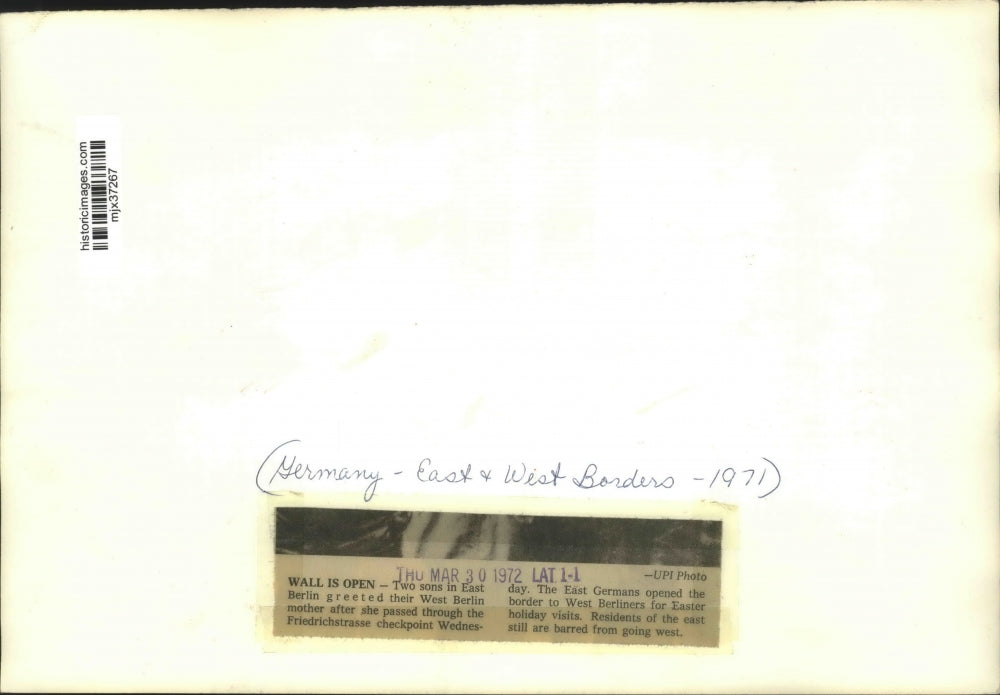 historicimages.com
mjx37267
(Germany - East & West Borders - 1971)
THU MAR 30 1972 LAT 1-1
—UPI Photo
WALL IS OPEN — Two sons in East
Berlin greeted their West Berlin
mother after she passed through the
Friedrichstrasse checkpoint Wednes-
day. The East Germans opened the
border to West Berliners for Easter
holiday visits. Residents of the east
still are barred from going west.